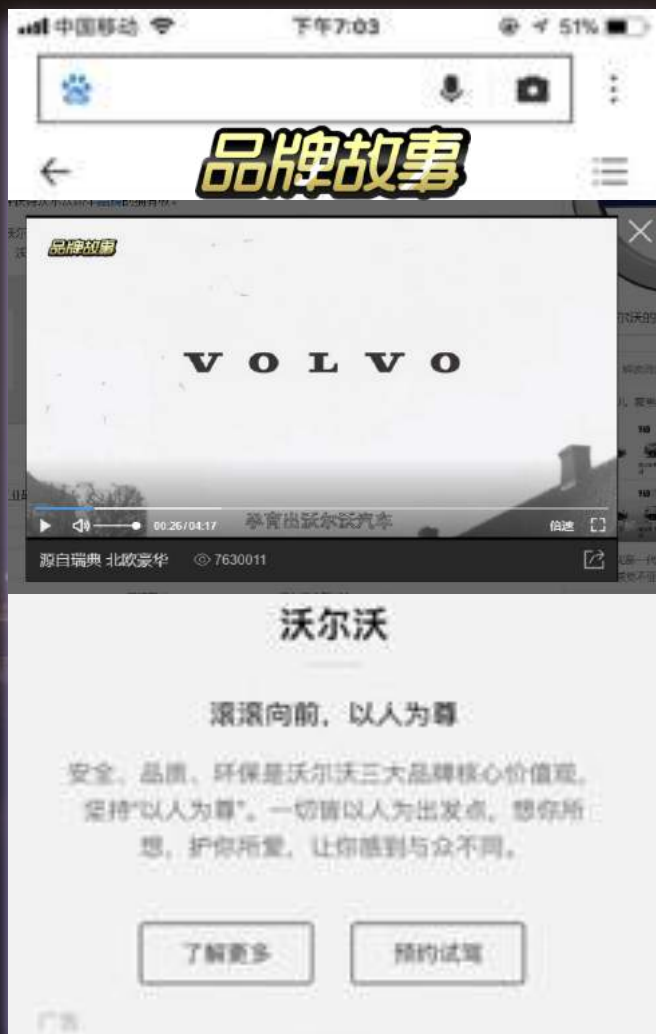 中国移动 下午7:03 51%
品牌故事
品牌故事
VOLVO
00:26/04:17 孕育出沃尔沃汽车 倍速
源自瑞典 北欧豪华 7630011
沃尔沃
滚滚向前，以人为尊
安全、品质、环保是沃尔沃三大品牌核心价值观，
坚持“以人为尊”。一切皆以人为出发点，想你所
想，护你所爱，让你感到与众不同。
了解更多 预约试驾
广告